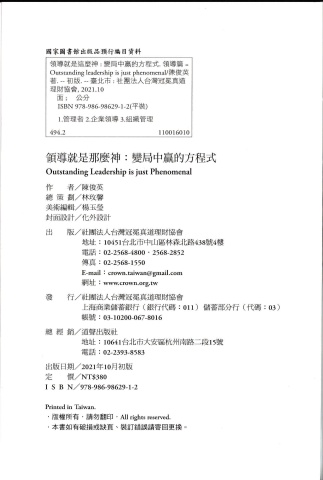 國家圖書館出版品預行編目資料
領導就是這麼神 : 變局中贏的方程式. 領導篇 =
Outstanding leadership is just phenomenal/陳俊英
著. -- 初版. -- 臺北市 : 社團法人台灣冠冕真道
理財協會, 2021.10
面 ; 公分
ISBN 978-986-98629-1-2(平裝)
1.管理者 2.企業領導 3.組織管理
494.2 110016010
領導就是那麼神：變局中贏的方程式
Outstanding Leadership is Just Phenomenal
作 者／陳俊英
總 策 劃／林玫馨
美術編輯／楊玉瑩
封面設計／化外設計
出 版／社團法人台灣冠冕真道理財協會
地址：10451台北市中山區林森北路438號4樓
電話：02-2568-4800、2568-2852
傳真：02-2568-1550
E-mail：crown.taiwan@gmail.com
網址：www.crown.org.tw
發 行／社團法人台灣冠冕真道理財協會
上海商業儲蓄銀行（銀行代碼：011） 儲蓄部分行（代碼：03）
帳號：03-10200-067-8016
總 經 銷／道聲出版社
地址：10641台北市大安區杭州南路二段15號
電話：02-2393-8583
出版日期／2021年10月初版
定 價／NT$380
I S B N／978-986-98629-1-2
Printed in Taiwan.
．版權所有．請勿翻印．All rights reserved.
．本書如有破損或缺頁、裝訂錯誤請寄回更換。